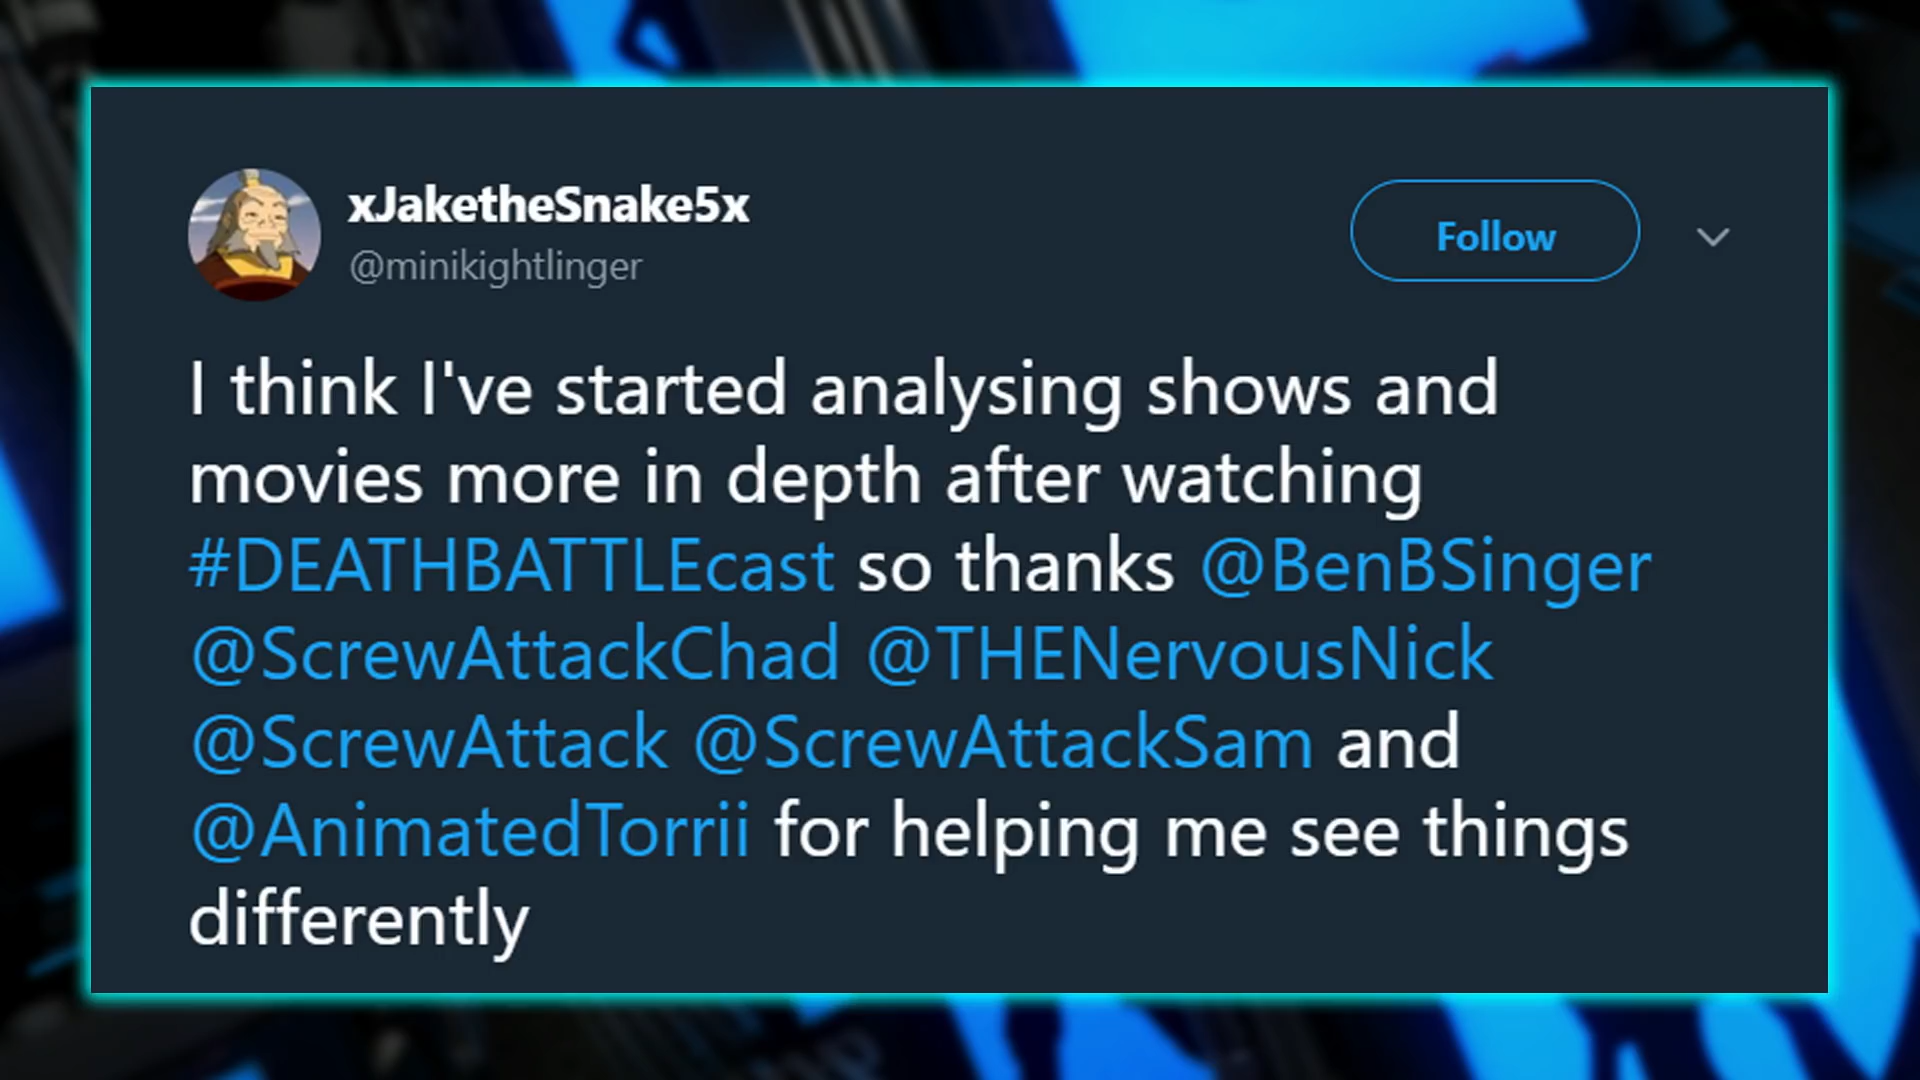 xJaketheSnake5x
@minikightlinger
Follow
I think I've started analysing shows and
movies more in depth after watching
#DEATHBATTLEcast so thanks @BenBSinger
@ScrewAttackChad @THENervousNick
@ScrewAttack @ScrewAttackSam and
@AnimatedTorrii for helping me see things
differently